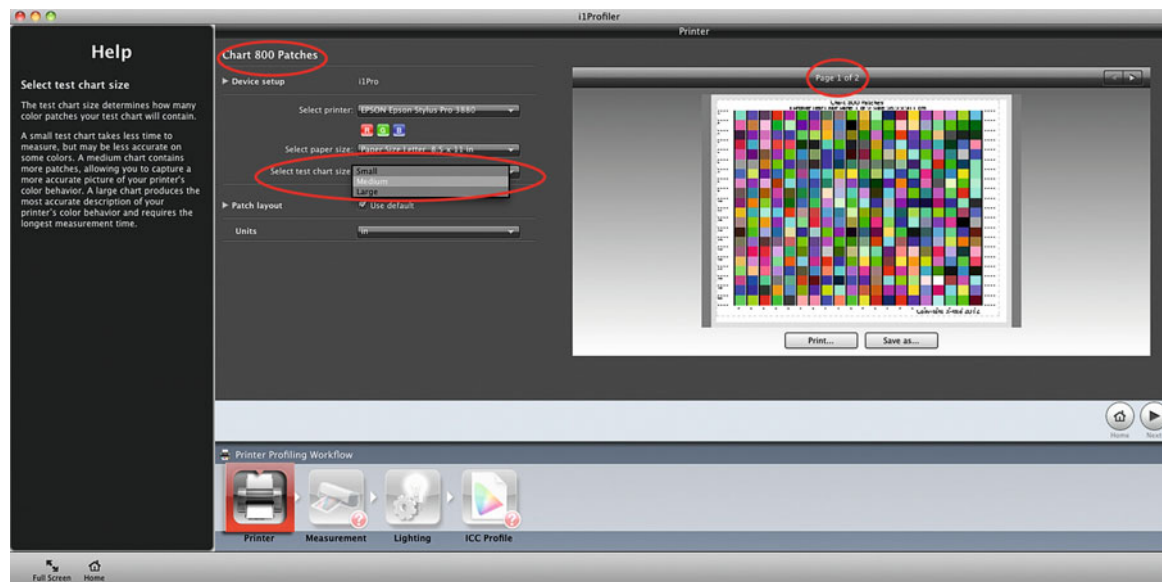 i1Profiler
Printer
Help
Select test chart size
The test chart size determines how many
color patches your test chart will contain.
A small test chart takes less time to
measure, but may be less accurate on
some colors. A medium chart contains
more patches, allowing you to capture a
more accurate picture of your printer's
color behavior. A large chart produces the
most accurate description of your
printer's color behavior and requires the
longest measurement time.
Chart 800 Patches
Device setup
i1Pro
Select printer: EPSON Epson Stylus Pro 3880
R G B
Select paper size: Paper Size Letter 8.5 x 11 in
Select test chart size
Small
Medium
Large
Patch layout
Use default
Units
in
Page 1 of 2
Chart 800 Patches
Print...
Save as...
Home
Next
Printer Profiling Workflow
Printer
Measurement
Lighting
ICC Profile
Full Screen
Home